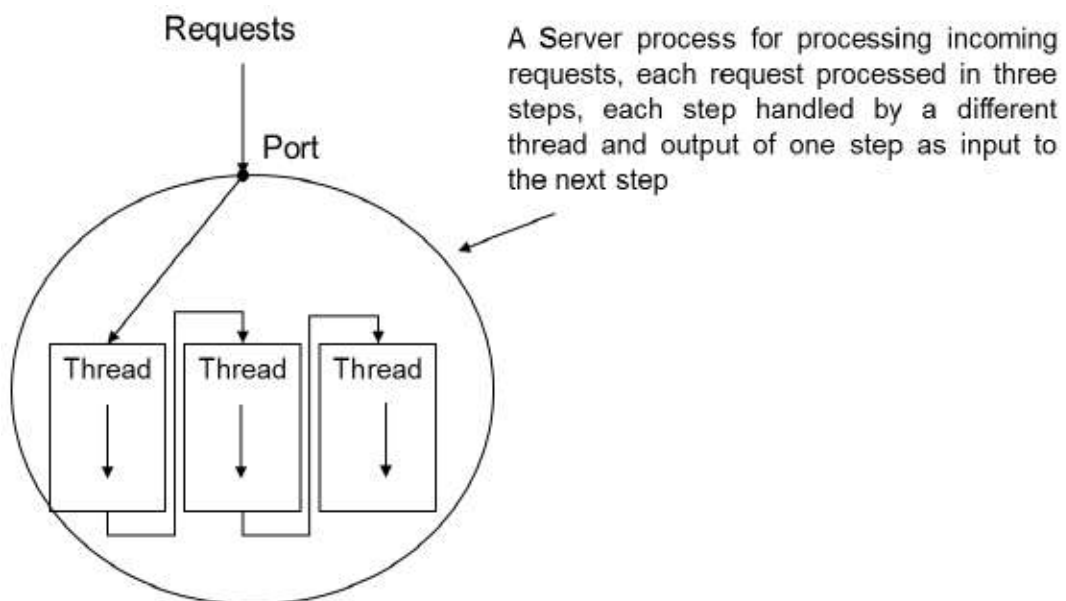 Requests
A Server process for processing incoming
requests, each request processed in three
steps, each step handled by a different
thread and output of one step as input to
the next step
Port
Thread
Thread
Thread